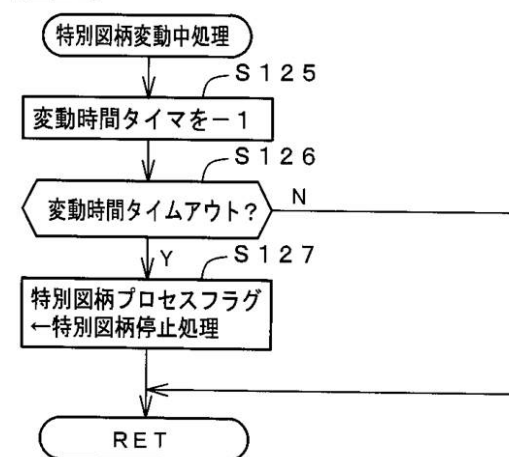 特別図柄変動中処理
S125
変動時間タイマを－1
S126
変動時間タイムアウト？
N
Y
S127
特別図柄プロセスフラグ
←特別図柄停止処理
RET